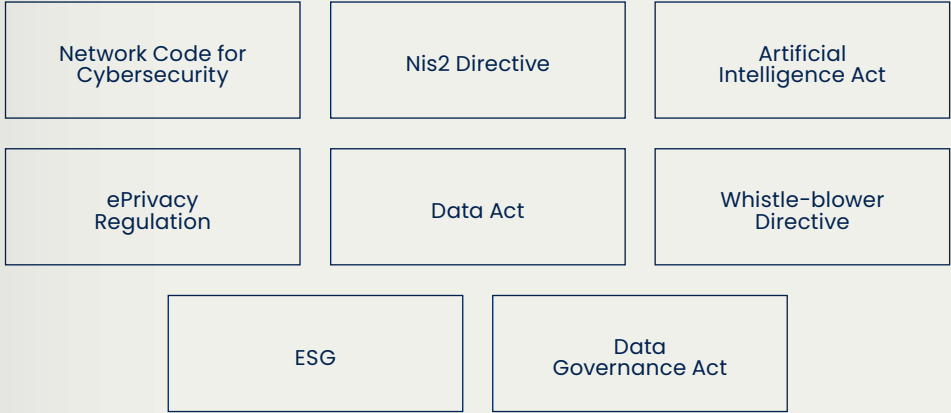 Network Code for
Cybersecurity
Nis2 Directive
Artificial
Intelligence Act
ePrivacy
Regulation
Data Act
Whistle-blower
Directive
ESG
Data
Governance Act